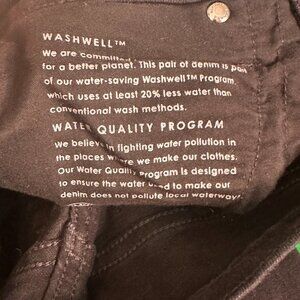 WASHWELL™
We are committed
for a better planet. This pair of denim is part
of our water-saving Washwell™ Program,
which uses at least 20% less water than
conventional wash methods.
WATER QUALITY PROGRAM
We believe in fighting water pollution in
the places where we make our clothes.
Our Water Quality Program is designed
to ensure the water used to make our
denim does not pollute local waterways.